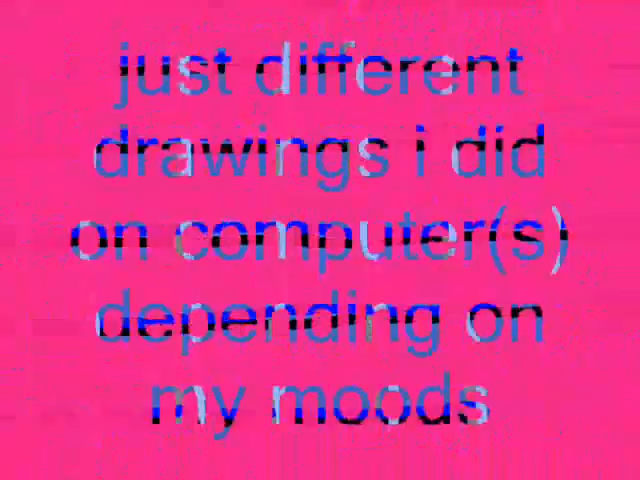 just different
drawings i did
on computer(s)
depending on
my moods